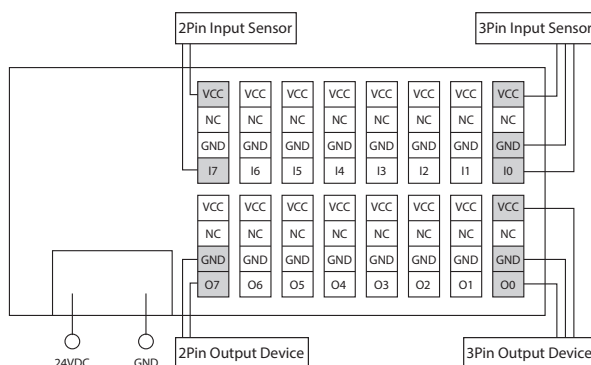 2Pin Input Sensor 3Pin Input Sensor
VCC VCC VCC VCC VCC VCC VCC VCC
NC NC NC NC NC NC NC NC
GND GND GND GND GND GND GND GND
I7 I6 I5 I4 I3 I2 I1 I0
VCC VCC VCC VCC VCC VCC VCC VCC
NC NC NC NC NC NC NC NC
GND GND GND GND GND GND GND GND
O7 O6 O5 O4 O3 O2 O1 O0
24VDC GND 2Pin Output Device 3Pin Output Device